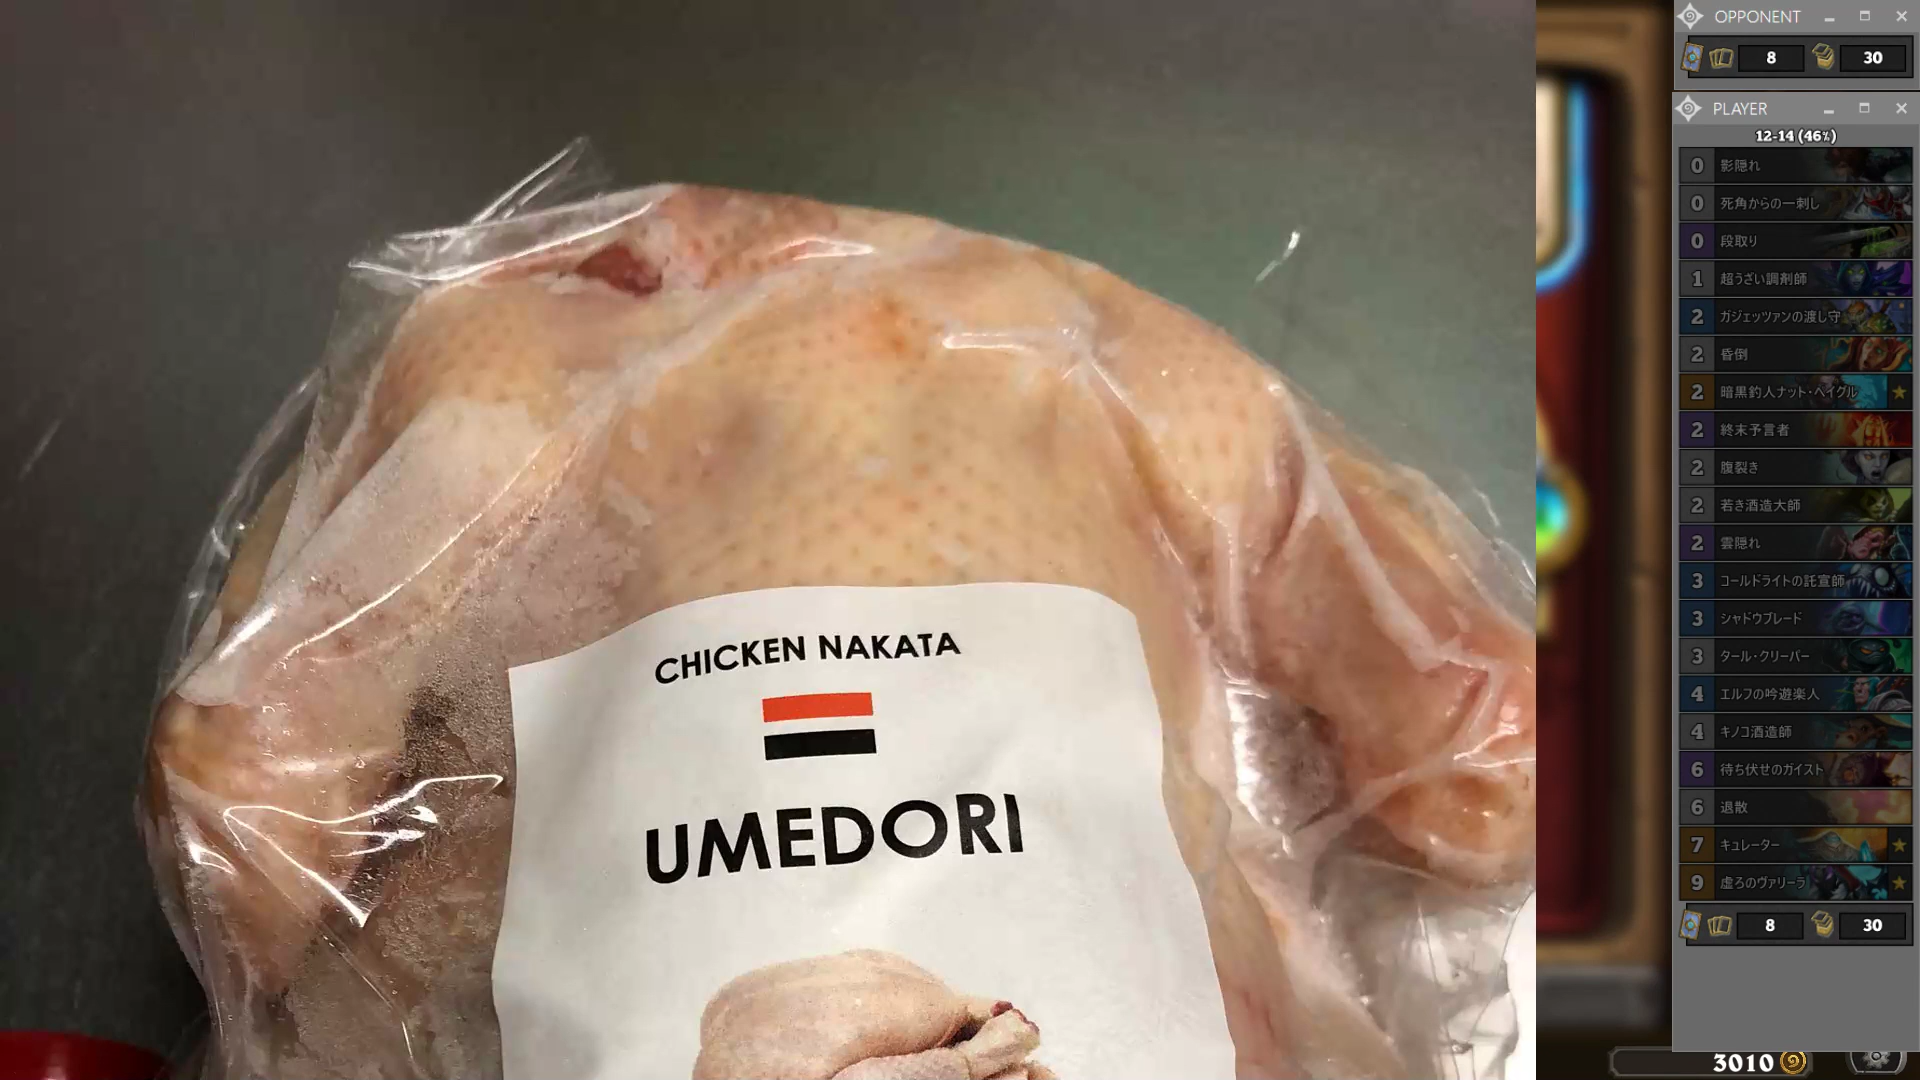 CHICKEN NAKATA
UMEDORI
OPPONENT
8
30
PLAYER
12-14 (46%)
0 影隠れ
0 死角からの一刺し
0 段取り
1 超うざい調剤師
2 ガジェッツァンの渡し守
2 昏倒
2 暗黒釣人ナット・ペイグル
2 終末予言者
2 腹裂き
2 若き酒造大師
2 雲隠れ
3 コールドライトの託宣師
3 シャドウブレード
3 タール・クリーパー
4 エルフの吟遊楽人
4 キノコ酒造師
6 待ち伏せのガイスト
6 退散
7 キュレーター
9 虚ろのヴァリーラ
8
30
3010